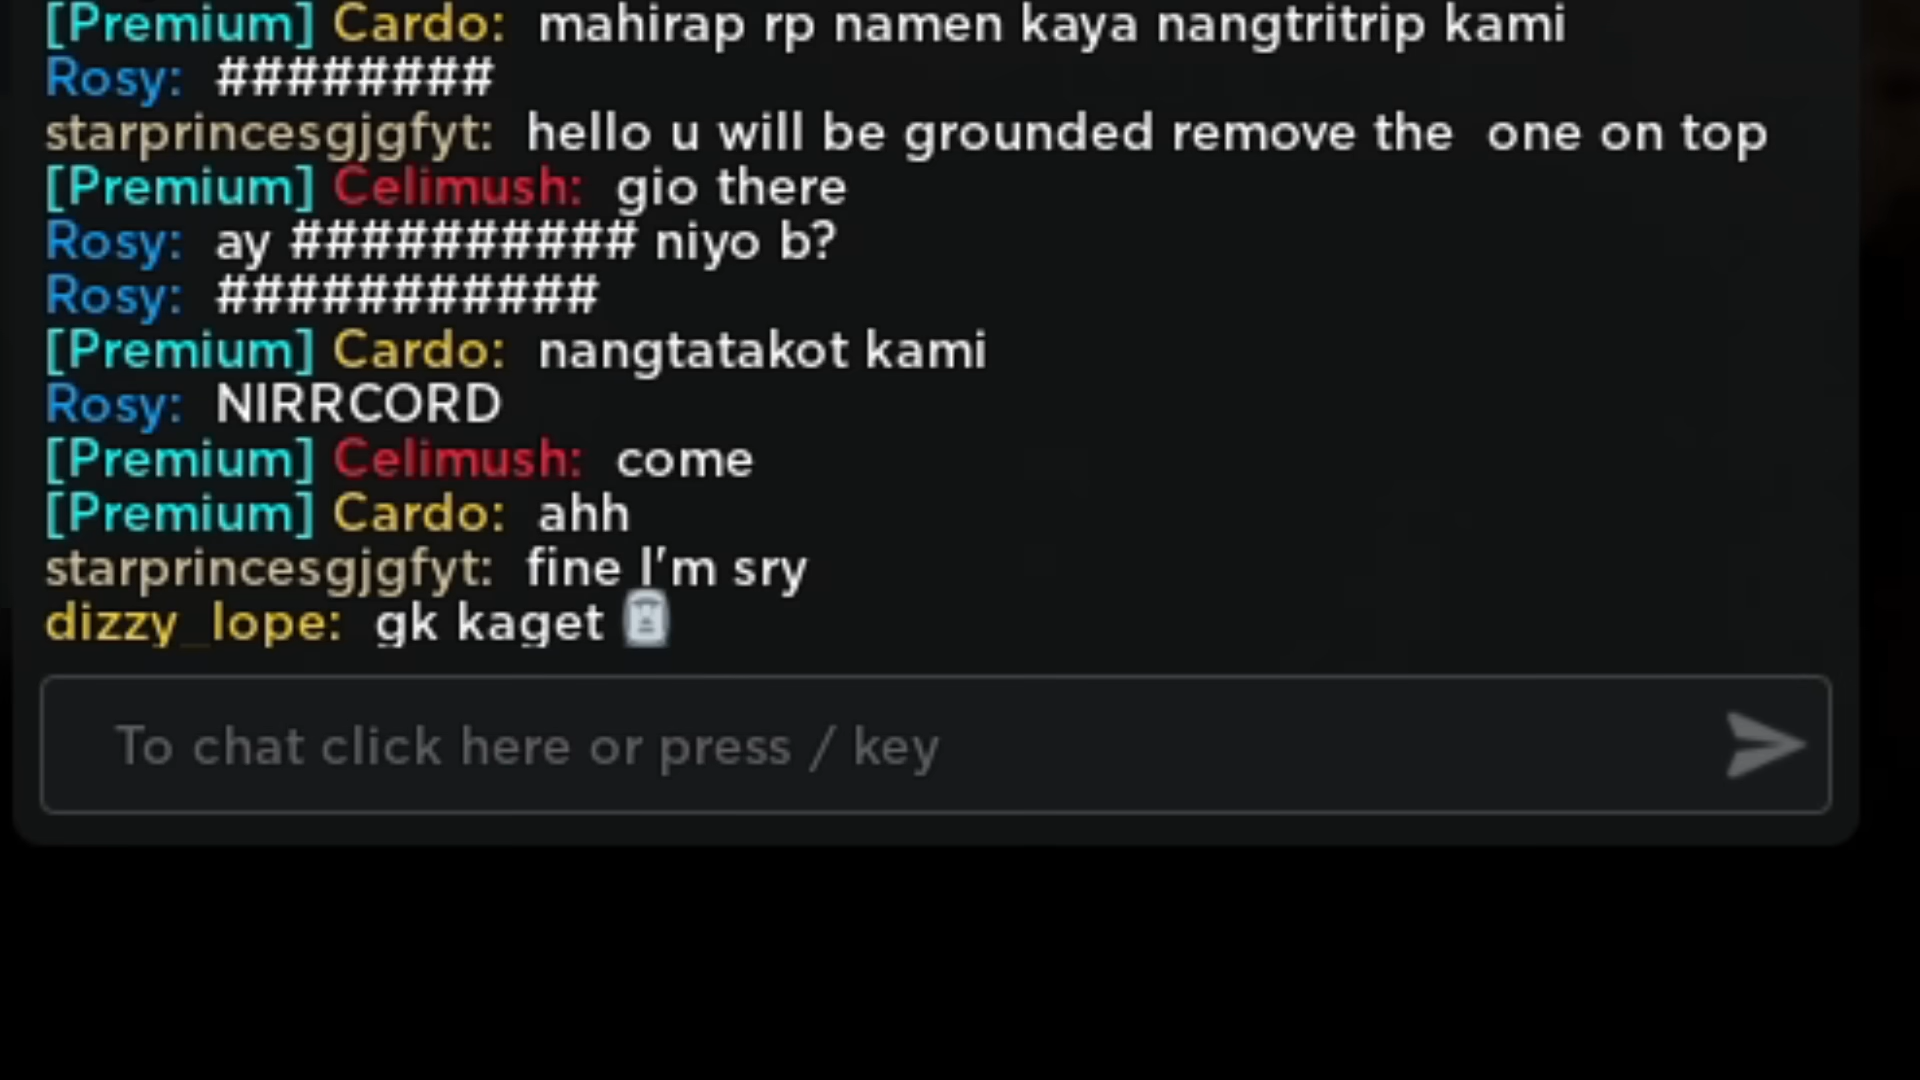 [Premium] Cardo: mahirap rp namen kaya nangtritrip kami
Rosy: ########
starprincesgjgfyt: hello u will be grounded remove the  one on top
[Premium] Celimush: gio there
Rosy: ay ########## niyo b?
Rosy: ###########
[Premium] Cardo: nangtatakot kami
Rosy: NIRRCORD
[Premium] Celimush: come
[Premium] Cardo: ahh
starprincesgjgfyt: fine I'm sry
dizzy_lope: gk kaget 🗿
To chat click here or press / key